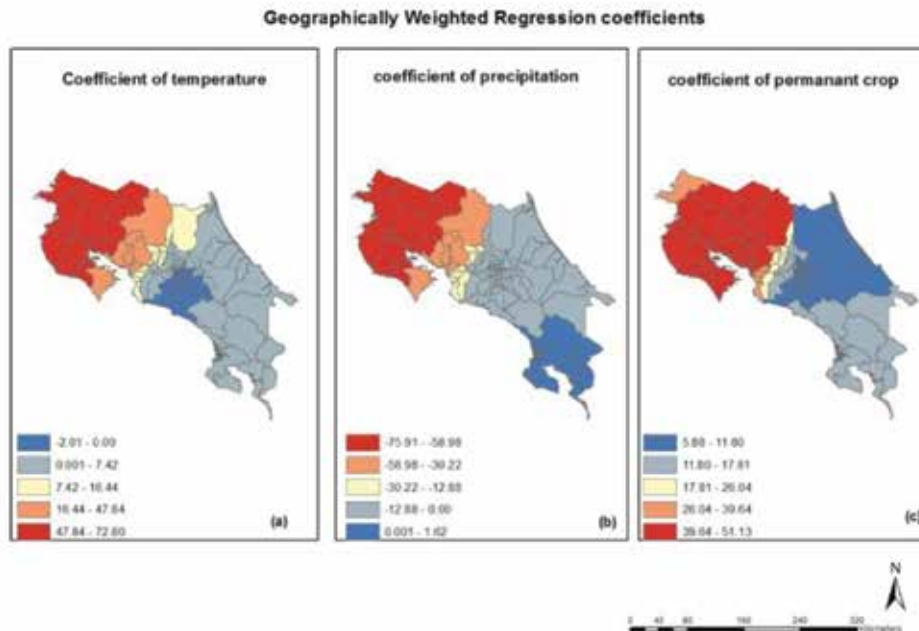 Geographically Weighted Regression coefficients
Coefficient of temperature
-2.01 - 0.00
0.001 - 7.42
7.42 - 16.44
16.44 - 47.84
47.84 - 72.60
(a)
coefficient of precipitation
-75.91 - -58.98
-58.98 - -30.22
-30.22 - -12.88
-12.88 - 0.00
0.001 - 1.62
(b)
coefficient of permanant crop
5.88 - 11.80
11.80 - 17.81
17.81 - 26.04
26.04 - 39.64
39.64 - 51.13
(c)
N
0 20 40 80 160 240 320